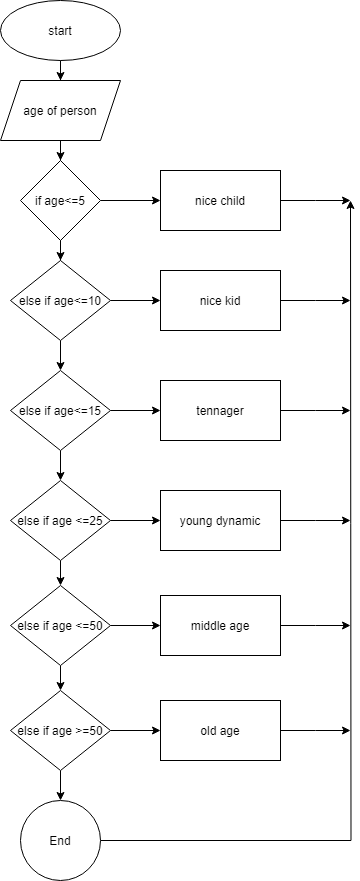 start
age of person
if age<=5
nice child
else if age<=10
nice kid
else if age<=15
tennager
else if age <=25
young dynamic
else if age <=50
middle age
else if age >=50
old age
End